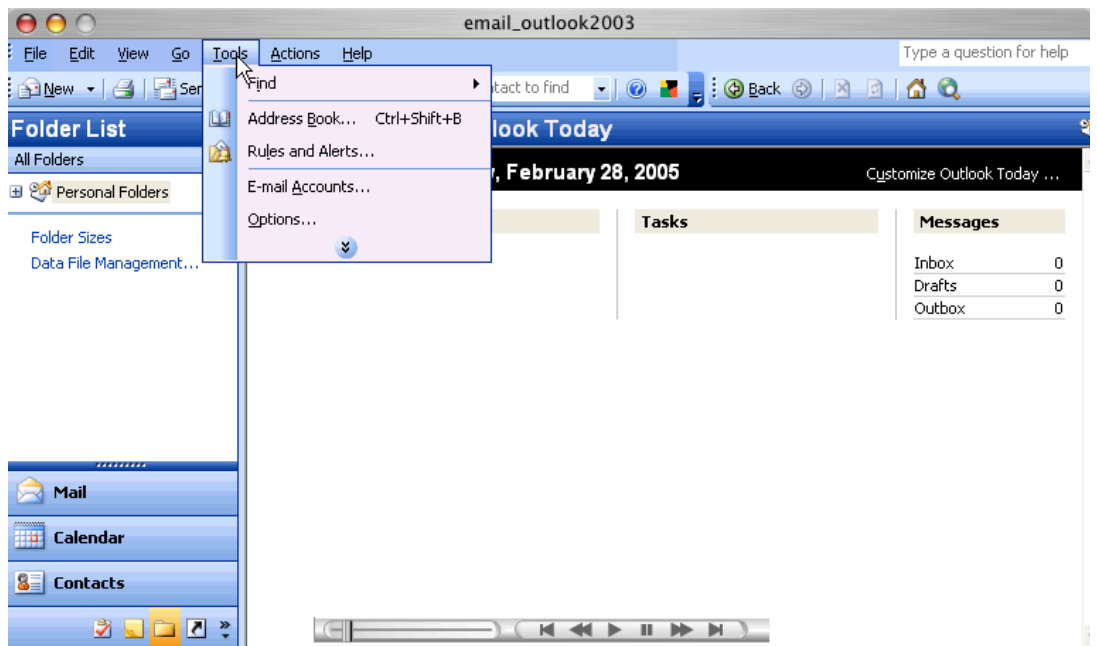 email_outlook2003
File Edit View Go Tools Actions Help Type a question for help
New Sen tact to find Back
Find
Address Book... Ctrl+Shift+B
Rules and Alerts...
E-mail Accounts...
Options...
Folder List look Today
All Folders
, February 28, 2005 Customize Outlook Today ...
Personal Folders
Folder Sizes
Data File Management...
Tasks Messages
Inbox 0
Drafts 0
Outbox 0
Mail
Calendar
Contacts